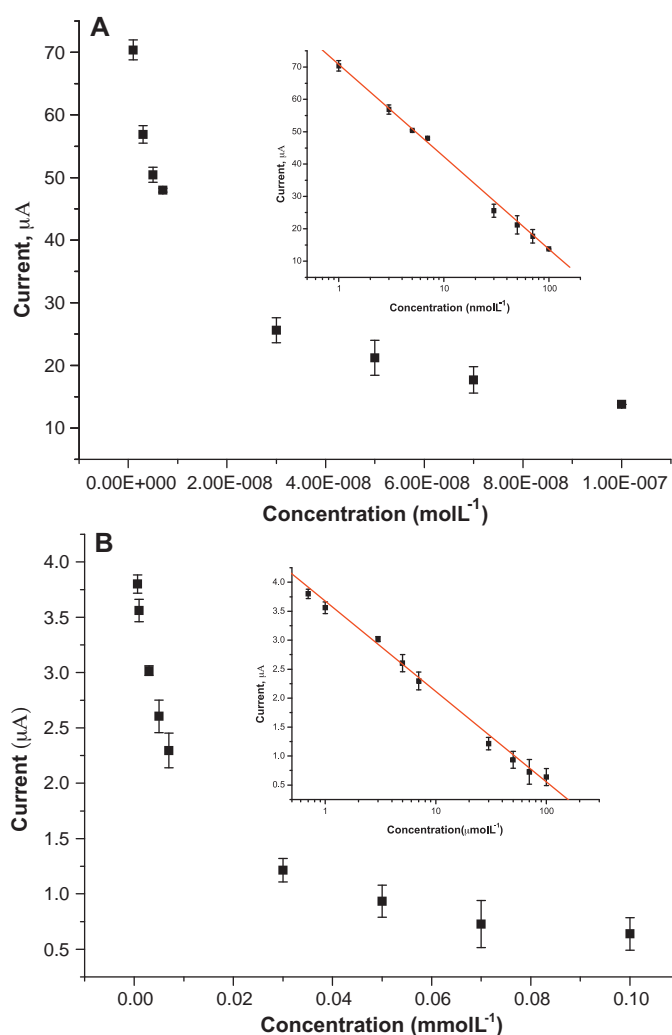 A
70
60
50
40
30
20
10
Current, μA
0.00E+000 2.00E-008 4.00E-008 6.00E-008 8.00E-008 1.00E-007
Concentration (molL-1)
70
60
50
40
30
20
10
Current, μA
1 10 100
Concentration (nmolL-1)
B
4.0
3.5
3.0
2.5
2.0
1.5
1.0
0.5
Current (μA)
0.00 0.02 0.04 0.06 0.08 0.10
Concentration (mmolL-1)
4.0
3.5
3.0
2.5
2.0
1.5
1.0
0.5
Current, μA
1 10 100
Concentration(μmolL-1)